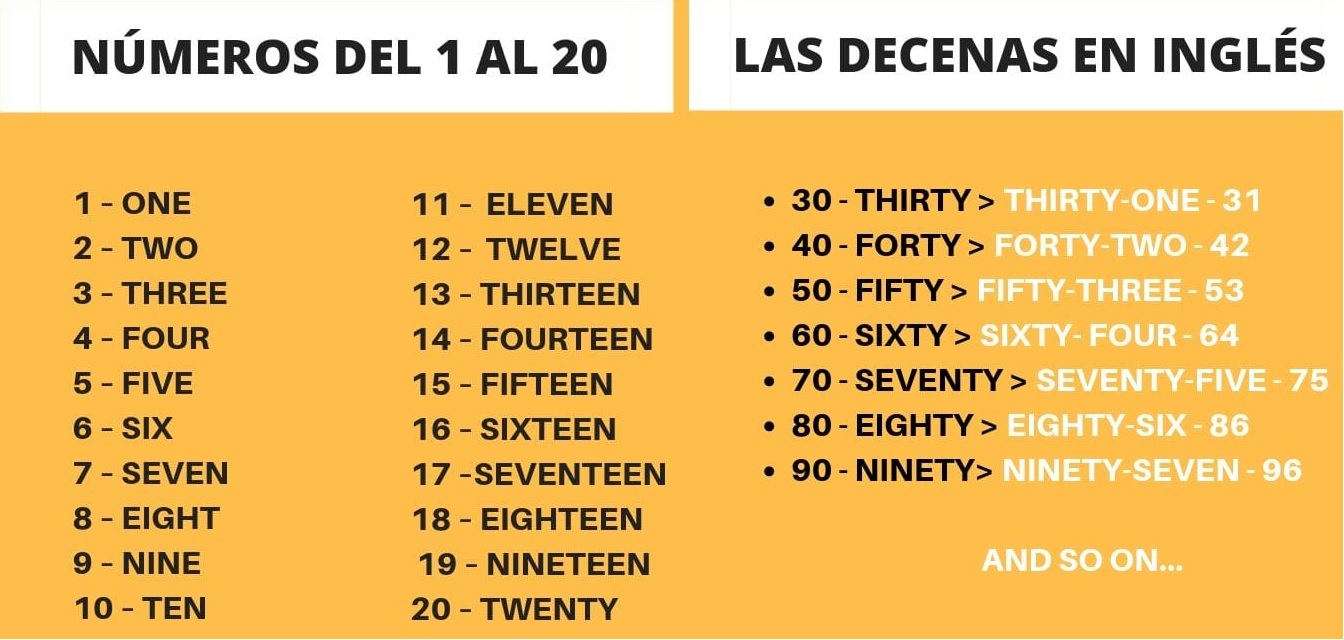 NÚMEROS DEL 1 AL 20
1 - ONE
2 - TWO
3 - THREE
4 - FOUR
5 - FIVE
6 - SIX
7 - SEVEN
8 - EIGHT
9 - NINE
10 - TEN
11 - ELEVEN
12 - TWELVE
13 - THIRTEEN
14 - FOURTEEN
15 - FIFTEEN
16 - SIXTEEN
17 -SEVENTEEN
18 - EIGHTEEN
19 - NINETEEN
20 - TWENTY
LAS DECENAS EN INGLÉS
• 30 - THIRTY > THIRTY-ONE - 31
• 40 - FORTY > FORTY-TWO - 42
• 50 - FIFTY > FIFTY-THREE - 53
• 60 - SIXTY > SIXTY- FOUR - 64
• 70 - SEVENTY > SEVENTY-FIVE - 75
• 80 - EIGHTY > EIGHTY-SIX - 86
• 90 - NINETY> NINETY-SEVEN - 96
AND SO ON...